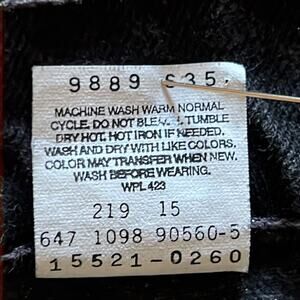 9889 S35
MACHINE WASH WARM NORMAL
CYCLE. DO NOT TUMBLE
DRY HOT. HOT IRON IF NEEDED.
WASH AND DRY WITH LIKE COLORS.
COLOR MAY TRANSFER WHEN NEW.
WASH BEFORE WEARING.
WPL 423
219 15
647 1098 90560-5
15521-0260